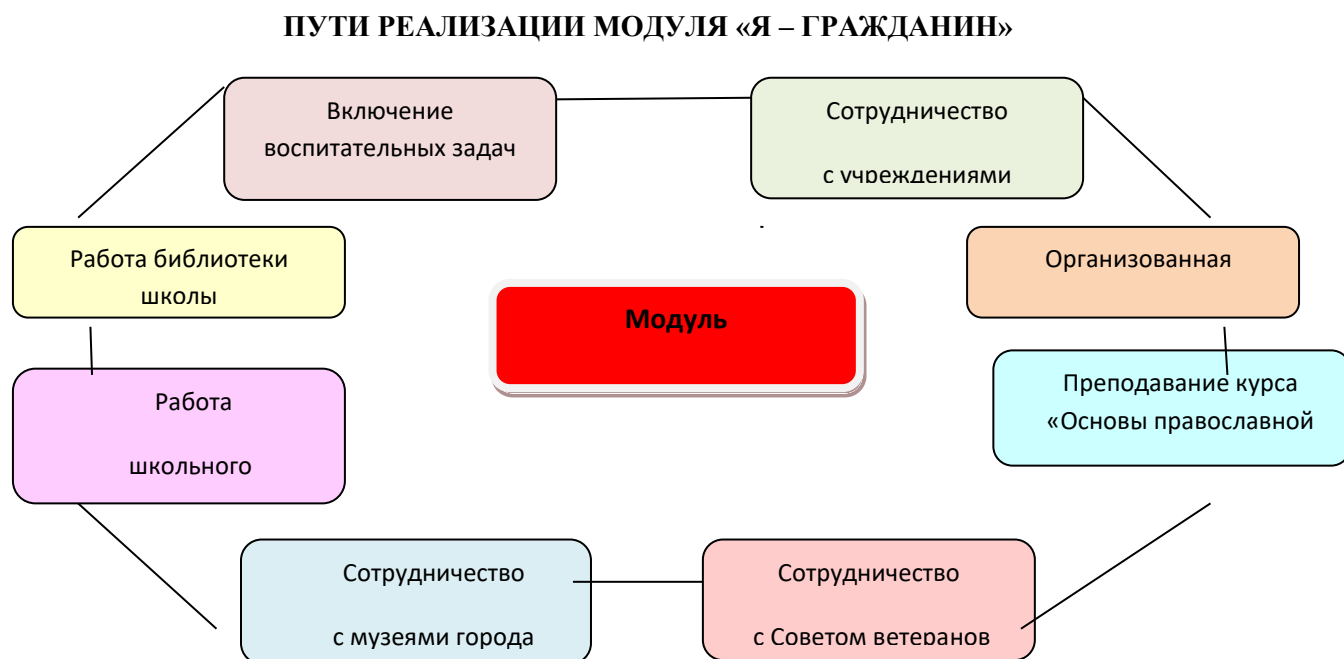 ПУТИ РЕАЛИЗАЦИИ МОДУЛЯ «Я – ГРАЖДАНИН»
Включение
воспитательных задач
Сотрудничество
с учреждениями
Работа библиотеки
школы
Модуль
Организованная
Работа
школьного
Преподавание курса
«Основы православной
Сотрудничество
с музеями города
Сотрудничество
с Советом ветеранов